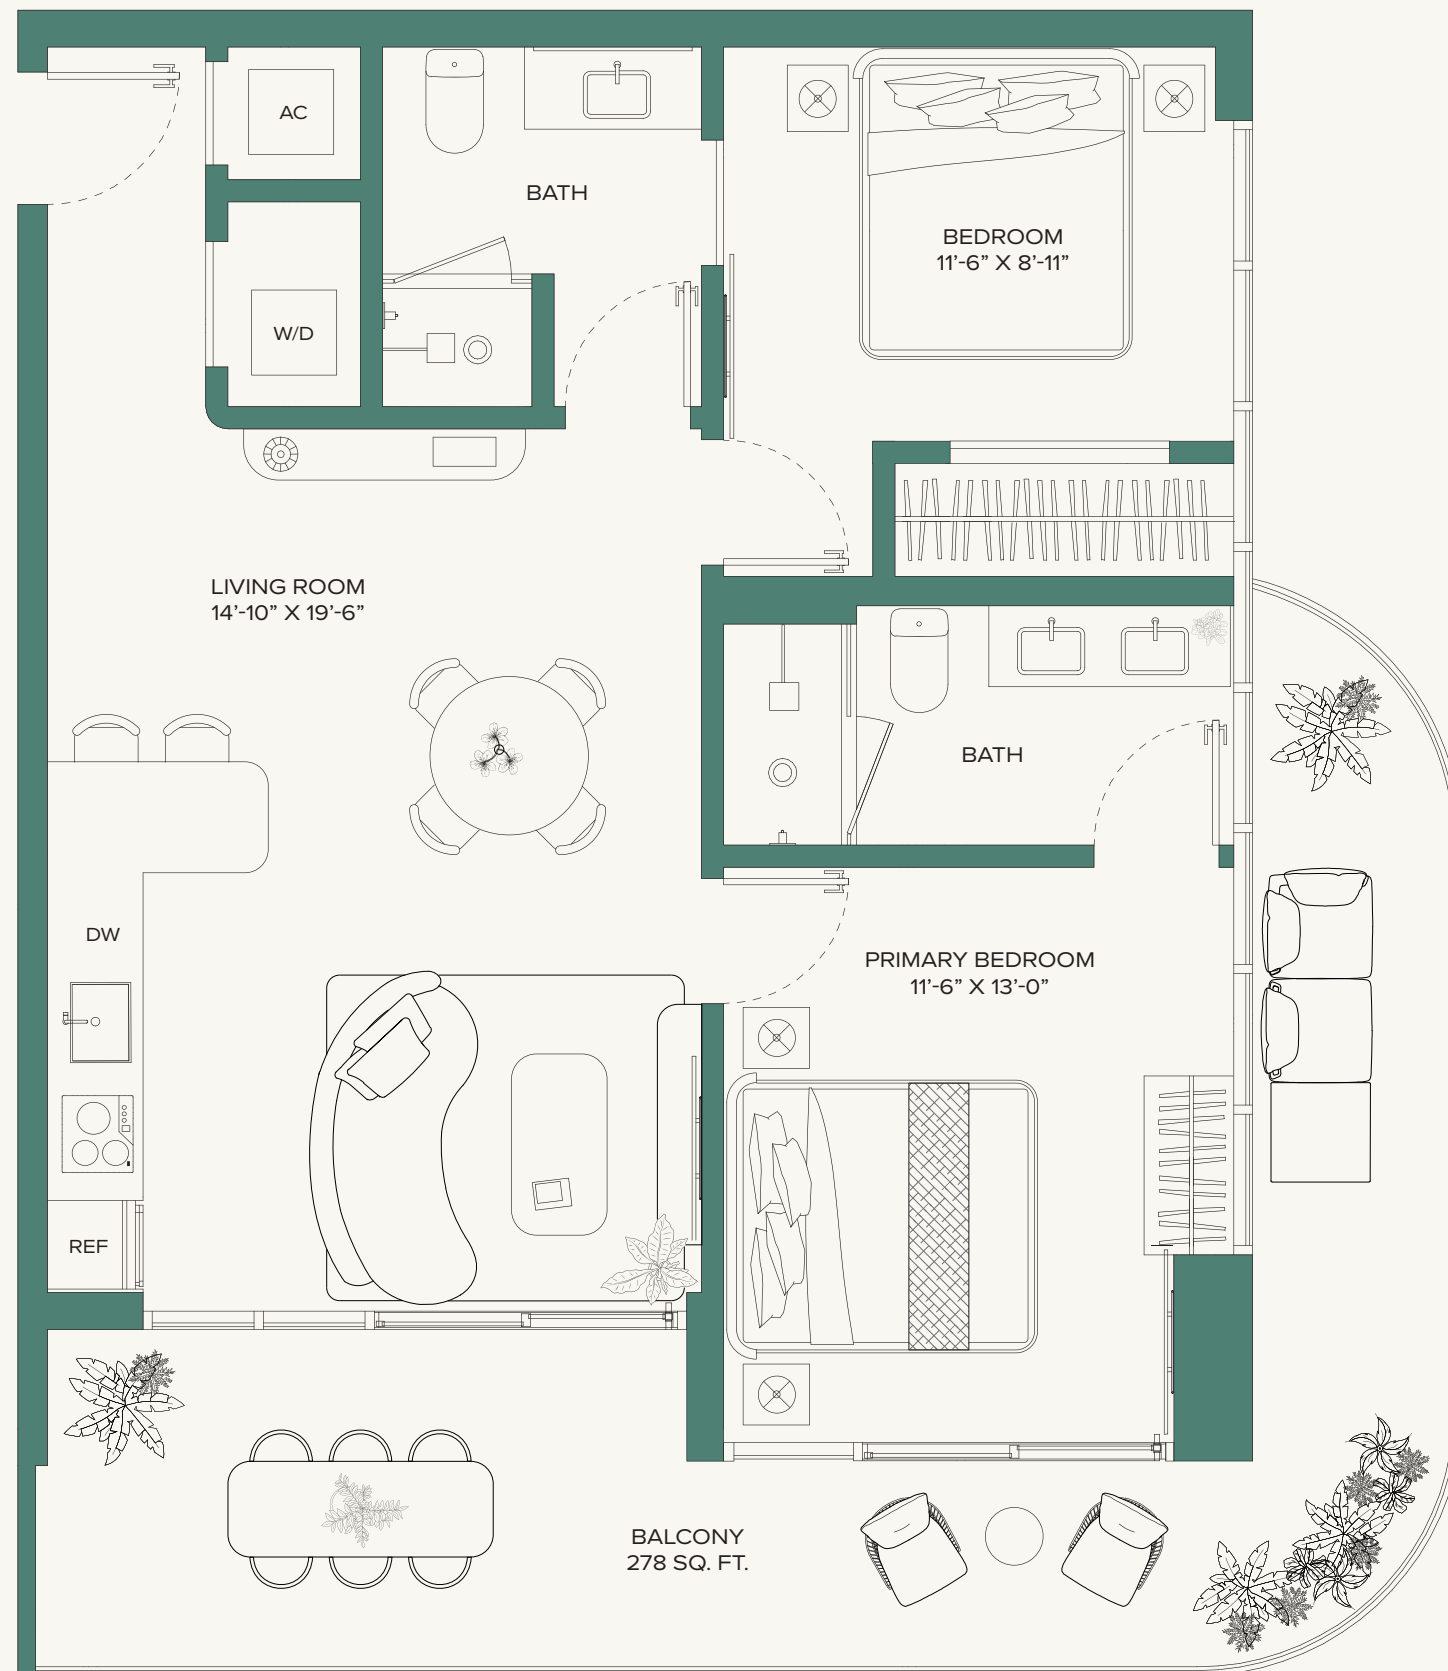 AC
BATH
BEDROOM
11’-6” X 8’-11”
W/D
LIVING ROOM
14’-10” X 19’-6”
BATH
DW
PRIMARY BEDROOM
11’-6” X 13’-0”
REF
BALCONY
278 SQ. FT.